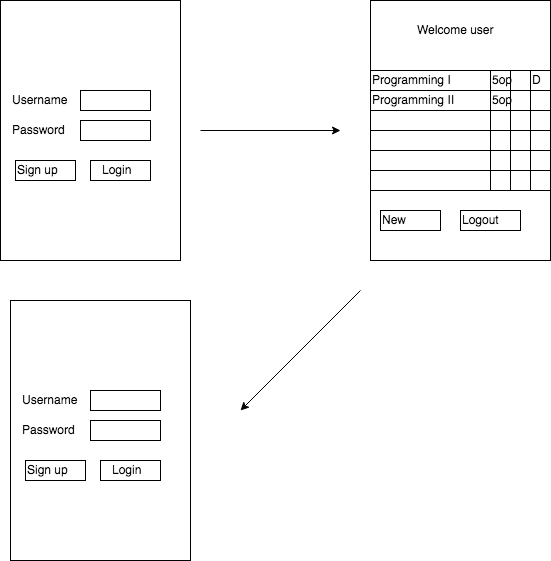 Username
Password
Sign up Login
Welcome user
Programming I 5op D
Programming II 5op
New Logout
Username
Password
Sign up Login